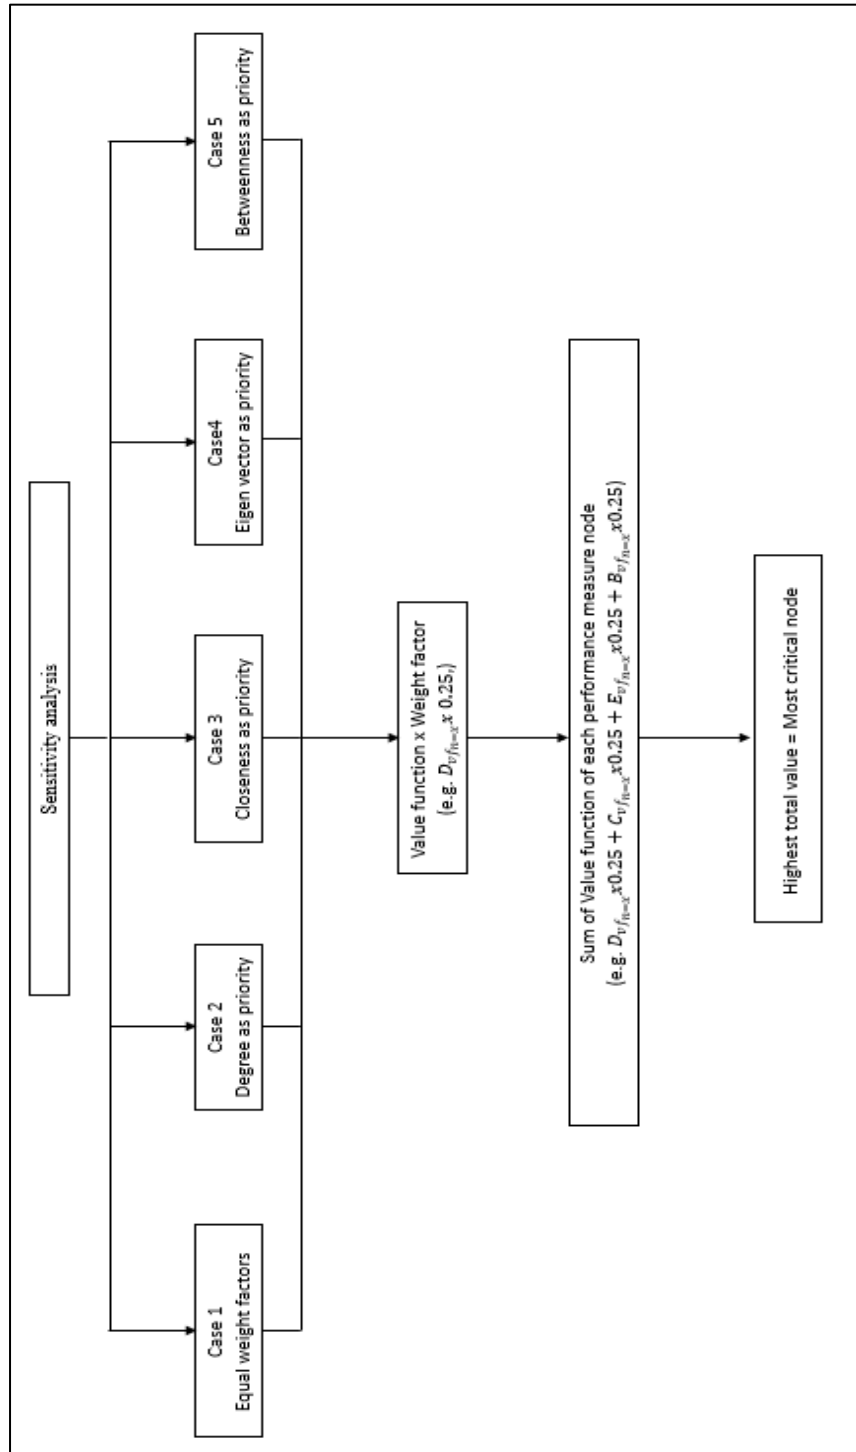 Sensitivity analysis
Case 1
Equal weight factors
Case 2
Degree as priority
Case 3
Closeness as priority
Case4
Eigen vector as priority
Case 5
Betweenness as priority
Value function x Weight factor
(e.g. $D_{vf_{n=x}} x$ 0.25,)
Sum of Value function of each performance measure node
(e.g. $D_{vf_{n=x}} x0.25 + C_{vf_{n=x}} x0.25 + E_{vf_{n=x}} x0.25 + B_{vf_{n=x}} x0.25$)
Highest total value = Most critical node